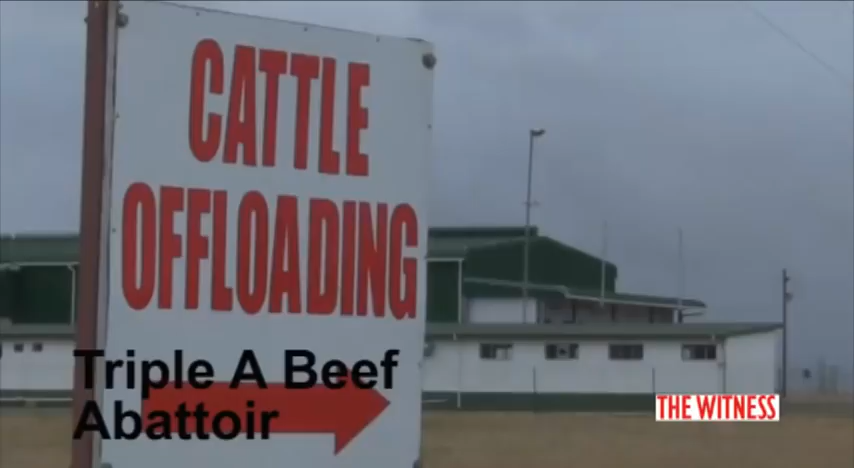 CATTLE
OFFLOADING
Triple A Beef
Abattoir
THE WITNESS